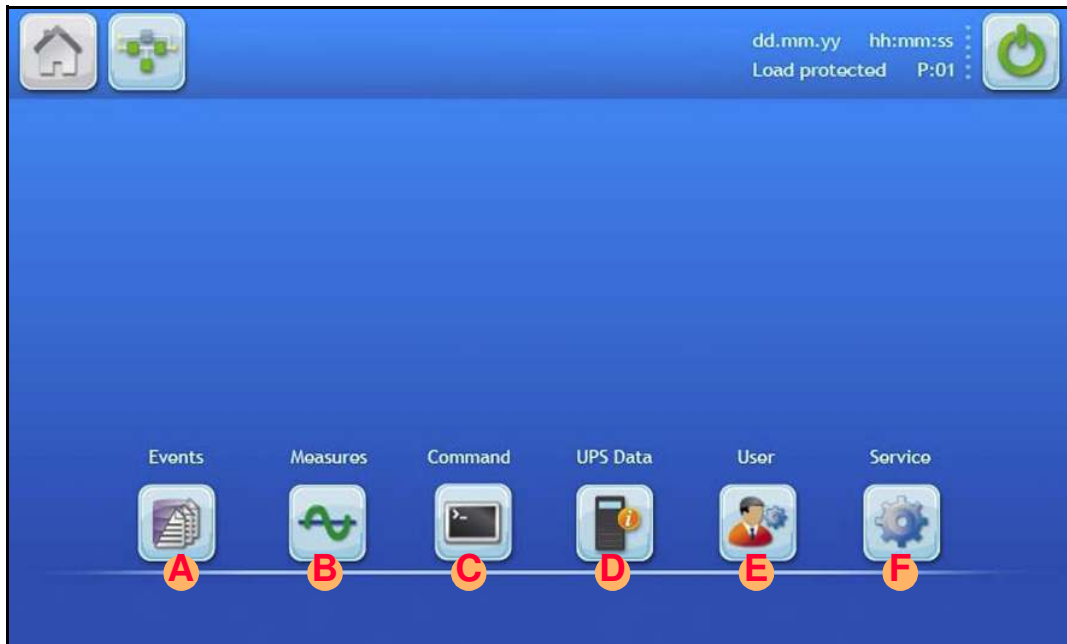 dd.mm.yy hh:mm:ss
Load protected P:01
Events Measures Command UPS Data User Service
>_
A B C D E F